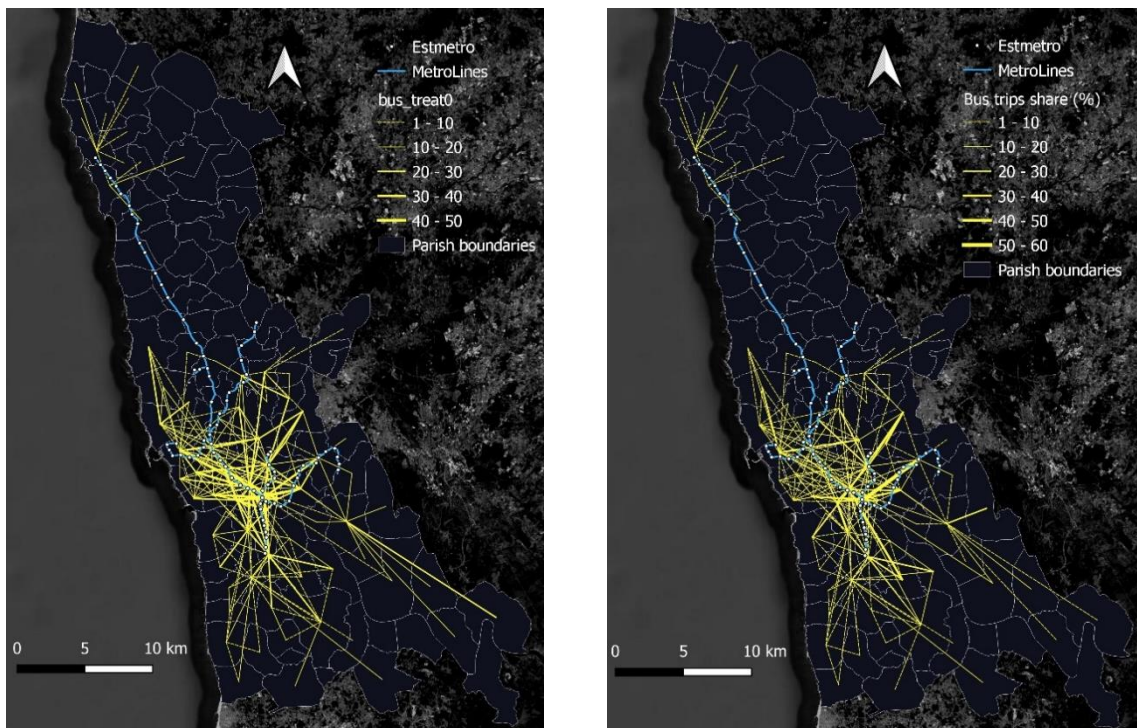 Estmetro
MetroLines
bus_treat0
1 - 10
10 - 20
20 - 30
30 - 40
40 - 50
Parish boundaries
0 5 10 km
Estmetro
MetroLines
Bus trips share (%)
1 - 10
10 - 20
20 - 30
30 - 40
40 - 50
50 - 60
Parish boundaries
0 5 10 km